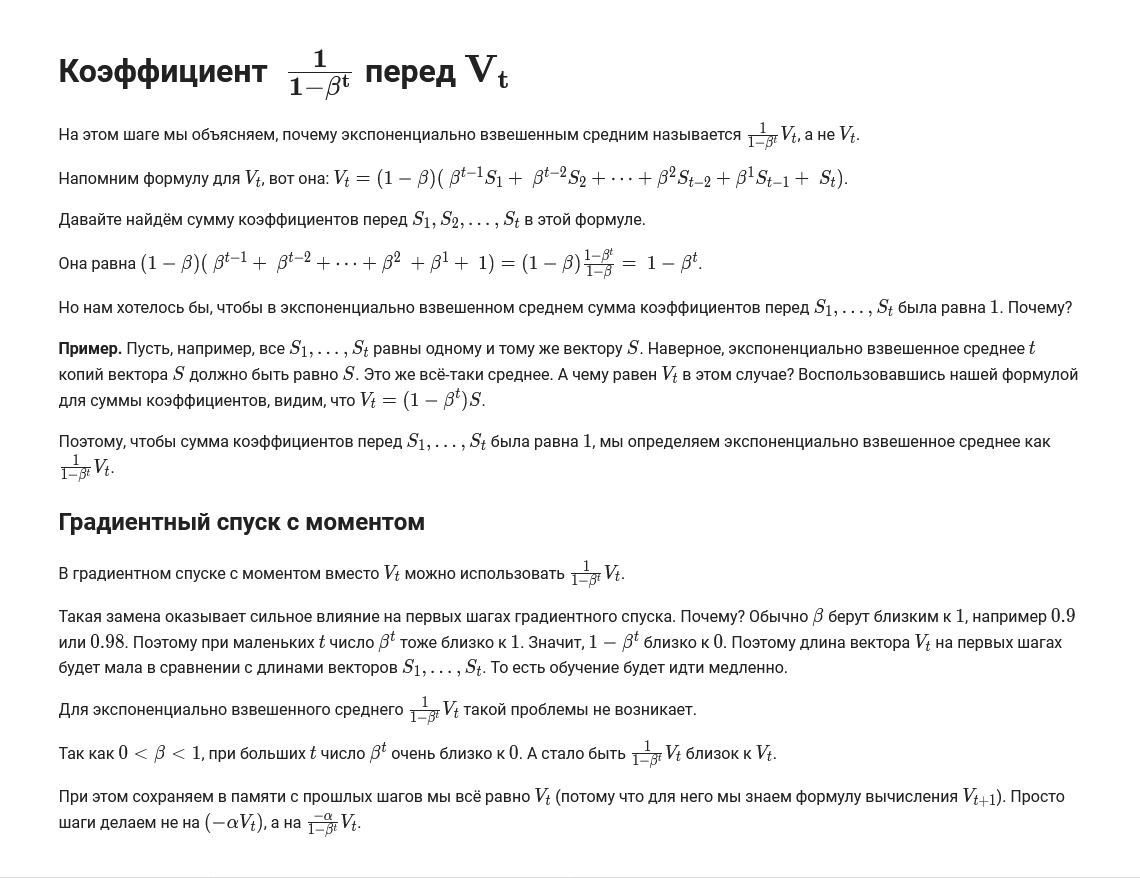 Коэффициент $\frac{1}{1-\beta^t}$ перед $V_t$
На этом шаге мы объясняем, почему экспоненциально взвешенным средним называется $\frac{1}{1-\beta^t}V_t$, а не $V_t$.
Напомним формулу для $V_t$, вот она: $V_t = (1-\beta)(\beta^{t-1}S_1 + \beta^{t-2}S_2 + \cdots + \beta^2 S_{t-2} + \beta^1 S_{t-1} + S_t)$.
Давайте найдём сумму коэффициентов перед $S_1, S_2, \ldots, S_t$ в этой формуле.
Она равна $(1-\beta)(\beta^{t-1} + \beta^{t-2} + \cdots + \beta^2 + \beta^1 + 1) = (1-\beta)\frac{1-\beta^t}{1-\beta} = 1-\beta^t$.
Но нам хотелось бы, чтобы в экспоненциально взвешенном среднем сумма коэффициентов перед $S_1, \ldots, S_t$ была равна $1$. Почему?
Пример. Пусть, например, все $S_1, \ldots, S_t$ равны одному и тому же вектору $S$. Наверное, экспоненциально взвешенное среднее $t$
копий вектора $S$ должно быть равно $S$. Это же всё-таки среднее. А чему равен $V_t$ в этом случае? Воспользовавшись нашей формулой
для суммы коэффициентов, видим, что $V_t = (1-\beta^t)S$.
Поэтому, чтобы сумма коэффициентов перед $S_1, \ldots, S_t$ была равна $1$, мы определяем экспоненциально взвешенное среднее как
$\frac{1}{1-\beta^t}V_t$.
Градиентный спуск с моментом
В градиентном спуске с моментом вместо $V_t$ можно использовать $\frac{1}{1-\beta^t}V_t$.
Такая замена оказывает сильное влияние на первых шагах градиентного спуска. Почему? Обычно $\beta$ берут близким к $1$, например $0.9$
или $0.98$. Поэтому при маленьких $t$ число $\beta^t$ тоже близко к $1$. Значит, $1-\beta^t$ близко к $0$. Поэтому длина вектора $V_t$ на первых шагах
будет мала в сравнении с длинами векторов $S_1, \ldots, S_t$. То есть обучение будет идти медленно.
Для экспоненциально взвешенного среднего $\frac{1}{1-\beta^t}V_t$ такой проблемы не возникает.
Так как $0 < \beta < 1$, при больших $t$ число $\beta^t$ очень близко к $0$. А стало быть $\frac{1}{1-\beta^t}V_t$ близок к $V_t$.
При этом сохраняем в памяти с прошлых шагов мы всё равно $V_t$ (потому что для него мы знаем формулу вычисления $V_{t+1}$). Просто
шаги делаем не на $(-\alpha V_t)$, а на $\frac{-\alpha}{1-\beta^t}V_t$.